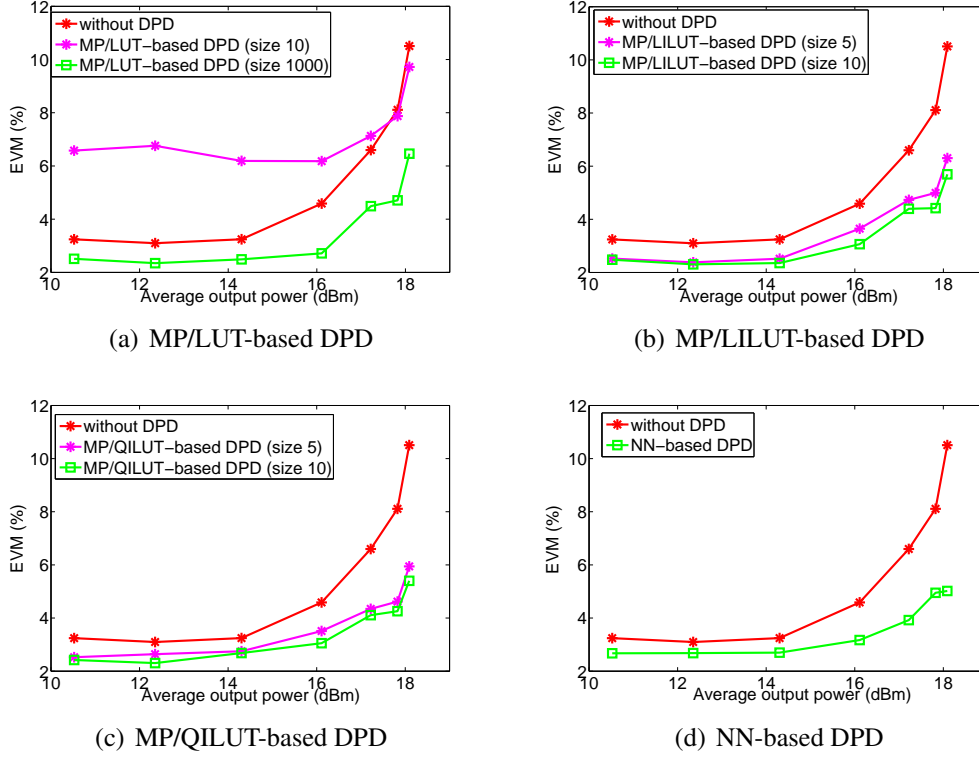 12
10
8
6
4
2
EVM (%)
without DPD
MP/LUT−based DPD (size 10)
MP/LUT−based DPD (size 1000)
10 12 14 16 18
Average output power (dBm)
(a) MP/LUT-based DPD
12
10
8
6
4
2
EVM (%)
without DPD
MP/LILUT−based DPD (size 5)
MP/LILUT−based DPD (size 10)
10 12 14 16 18
Average output power (dBm)
(b) MP/LILUT-based DPD
12
10
8
6
4
2
EVM (%)
without DPD
MP/QILUT−based DPD (size 5)
MP/QILUT−based DPD (size 10)
10 12 14 16 18
Average output power (dBm)
(c) MP/QILUT-based DPD
12
10
8
6
4
2
EVM (%)
without DPD
NN−based DPD
10 12 14 16 18
Average output power (dBm)
(d) NN-based DPD